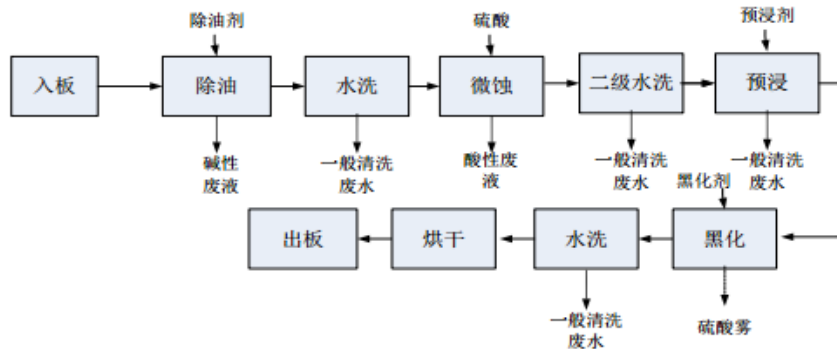 除油剂
硫酸
预浸剂
入板
除油
水洗
微蚀
二级水洗
预浸
碱性
废液
一般清洗
废水
酸性废
液
一般清洗
废水
一般清洗
废水
黑化剂
出板
烘干
水洗
黑化
一般清洗
废水
硫酸雾